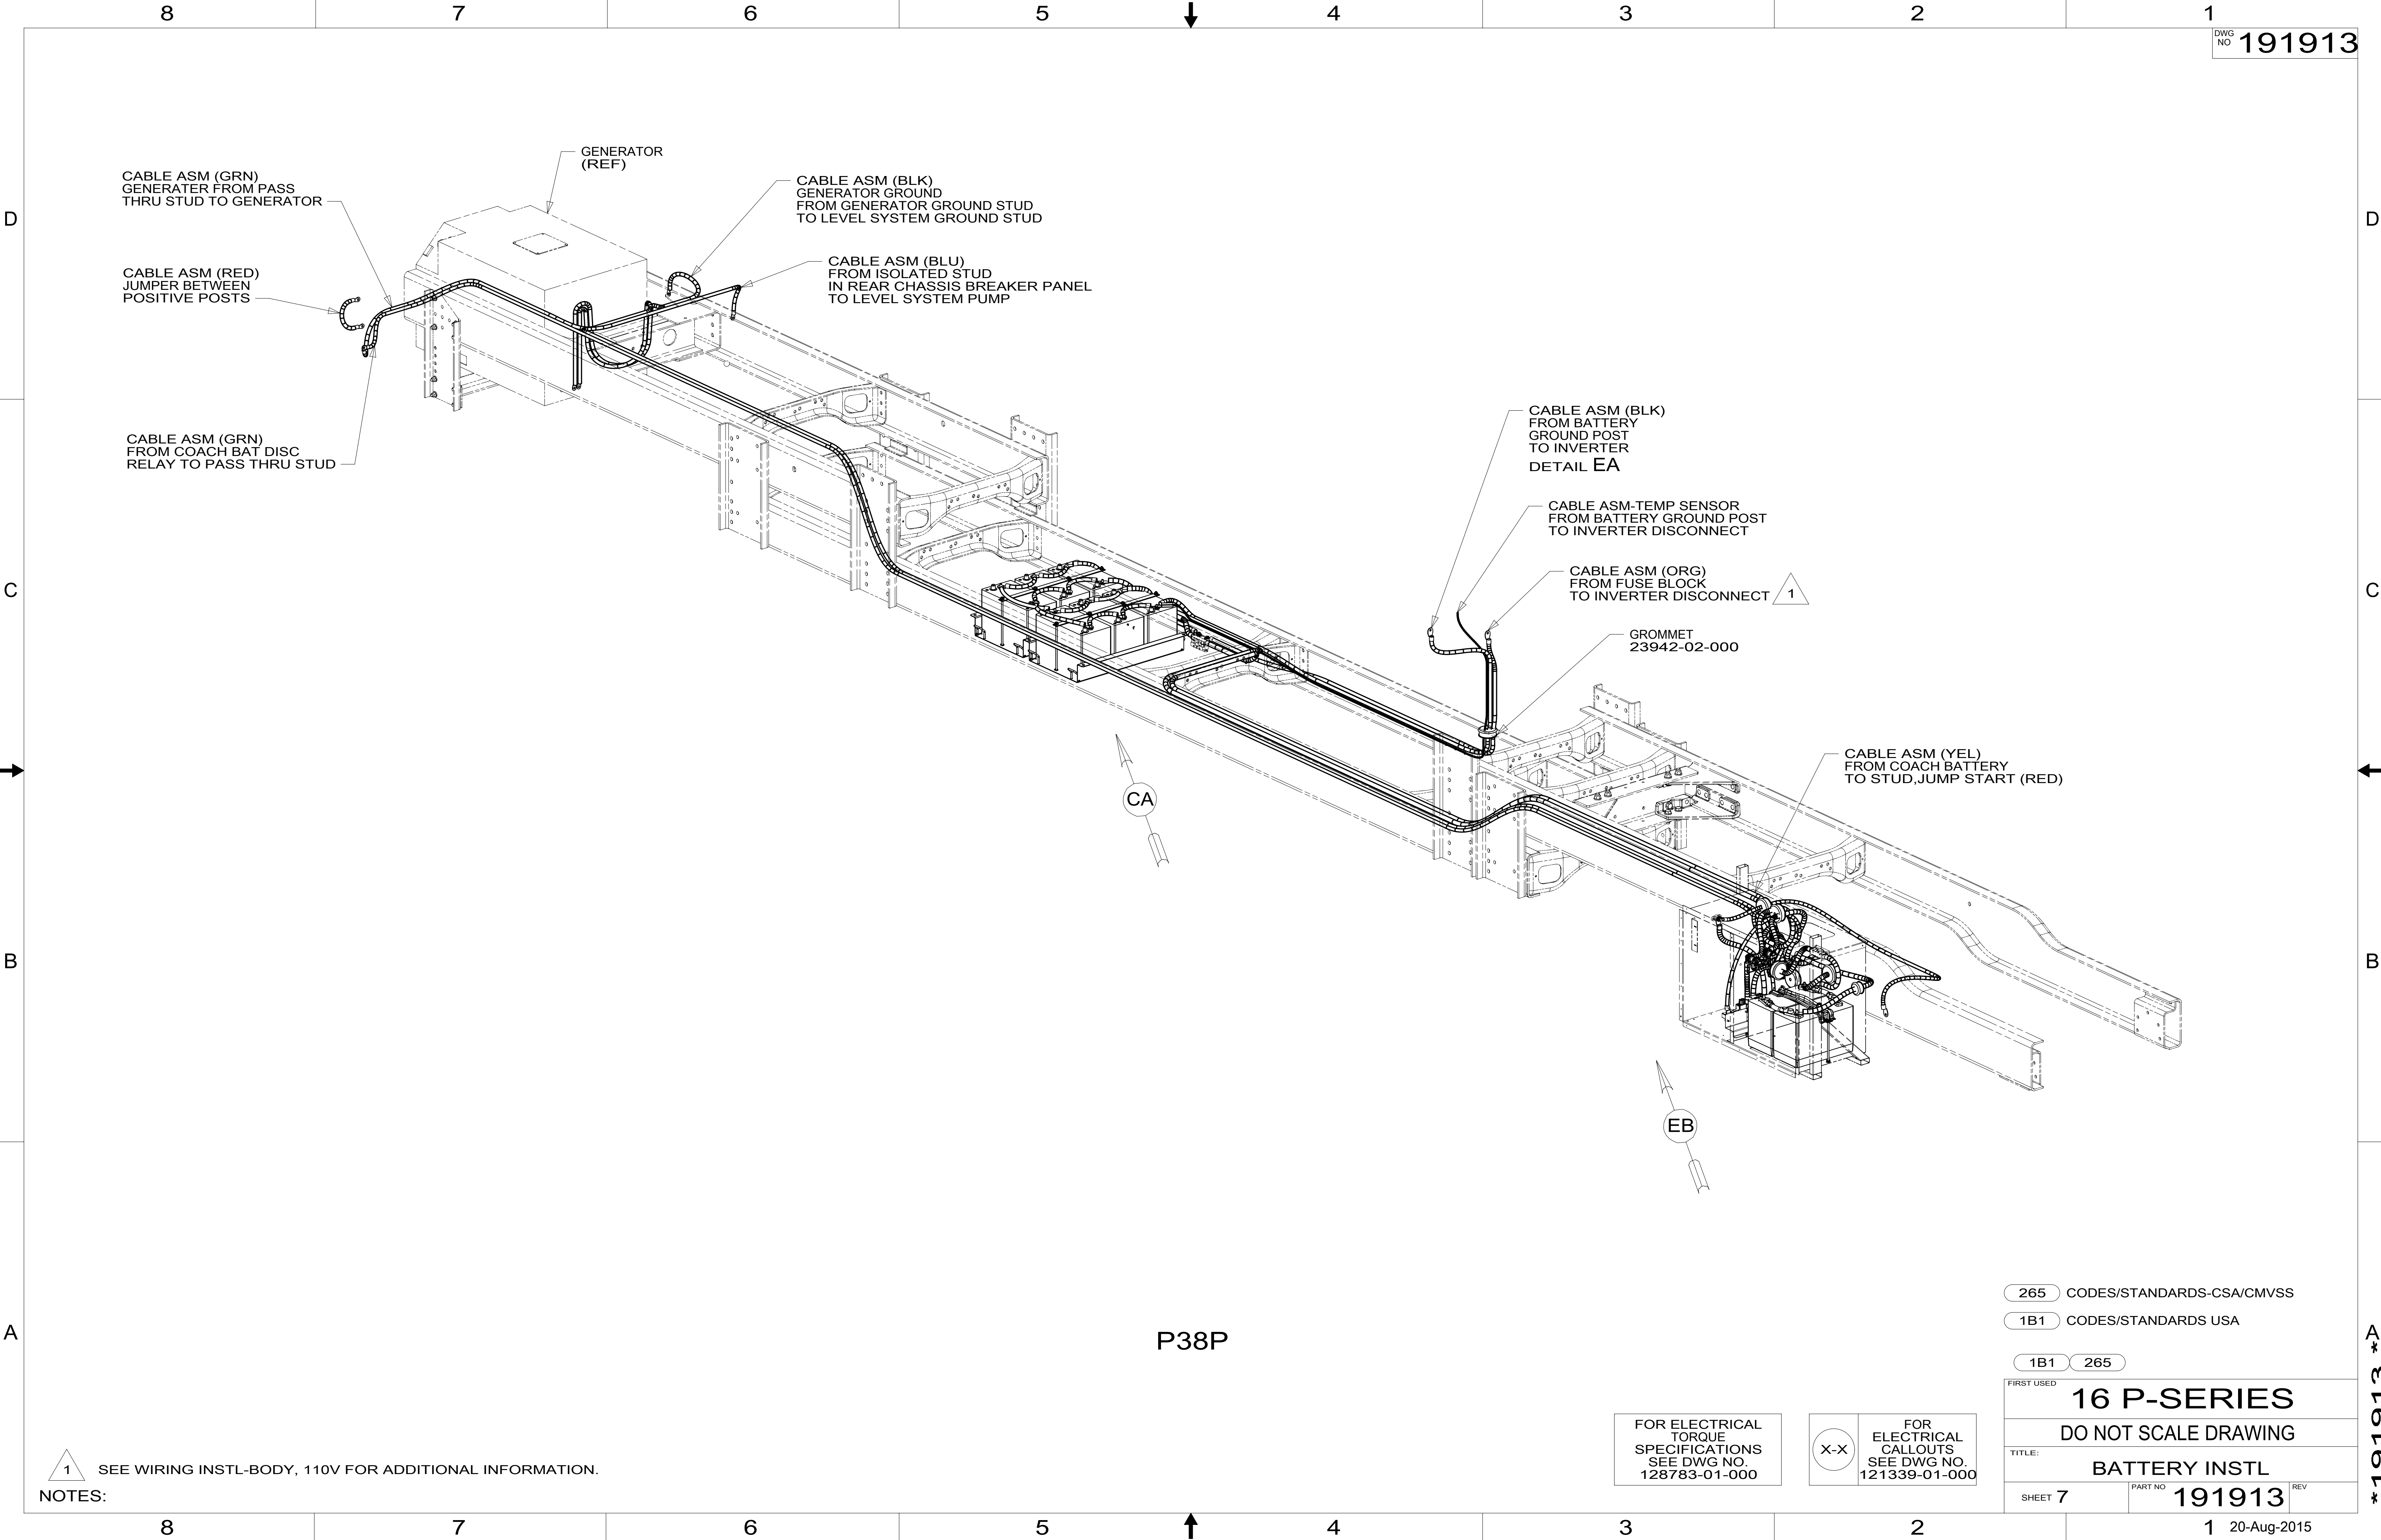 8 7 6 5 4 3 2 1
DWG
NO
191913
GENERATOR
(REF)
CABLE ASM (GRN)
GENERATER FROM PASS
THRU STUD TO GENERATOR
CABLE ASM (BLK)
GENERATOR GROUND
FROM GENERATOR GROUND STUD
TO LEVEL SYSTEM GROUND STUD
D
D
CABLE ASM (RED)
JUMPER BETWEEN
POSITIVE POSTS
CABLE ASM (BLU)
FROM ISOLATED STUD
IN REAR CHASSIS BREAKER PANEL
TO LEVEL SYSTEM PUMP
CABLE ASM (GRN)
FROM COACH BAT DISC
RELAY TO PASS THRU STUD
CABLE ASM (BLK)
FROM BATTERY
GROUND POST
TO INVERTER
DETAIL EA
CABLE ASM-TEMP SENSOR
FROM BATTERY GROUND POST
TO INVERTER DISCONNECT
CABLE ASM (ORG)
FROM FUSE BLOCK
TO INVERTER DISCONNECT
1
C
C
GROMMET
23942-02-000
CABLE ASM (YEL)
FROM COACH BATTERY
TO STUD,JUMP START (RED)
CA
B
B
EB
265 CODES/STANDARDS-CSA/CMVSS
1B1 CODES/STANDARDS USA
A
A
P38P
1B1 265
FIRST USED
16 P-SERIES
DO NOT SCALE DRAWING
TITLE:
BATTERY INSTL
SHEET 7
PART NO
191913
REV
FOR ELECTRICAL
TORQUE
SPECIFICATIONS
SEE DWG NO.
128783-01-000
X-X
FOR
ELECTRICAL
CALLOUTS
SEE DWG NO.
121339-01-000
*191913*
1 SEE WIRING INSTL-BODY, 110V FOR ADDITIONAL INFORMATION.
NOTES:
8 7 6 5 4 3 2 1
20-Aug-2015